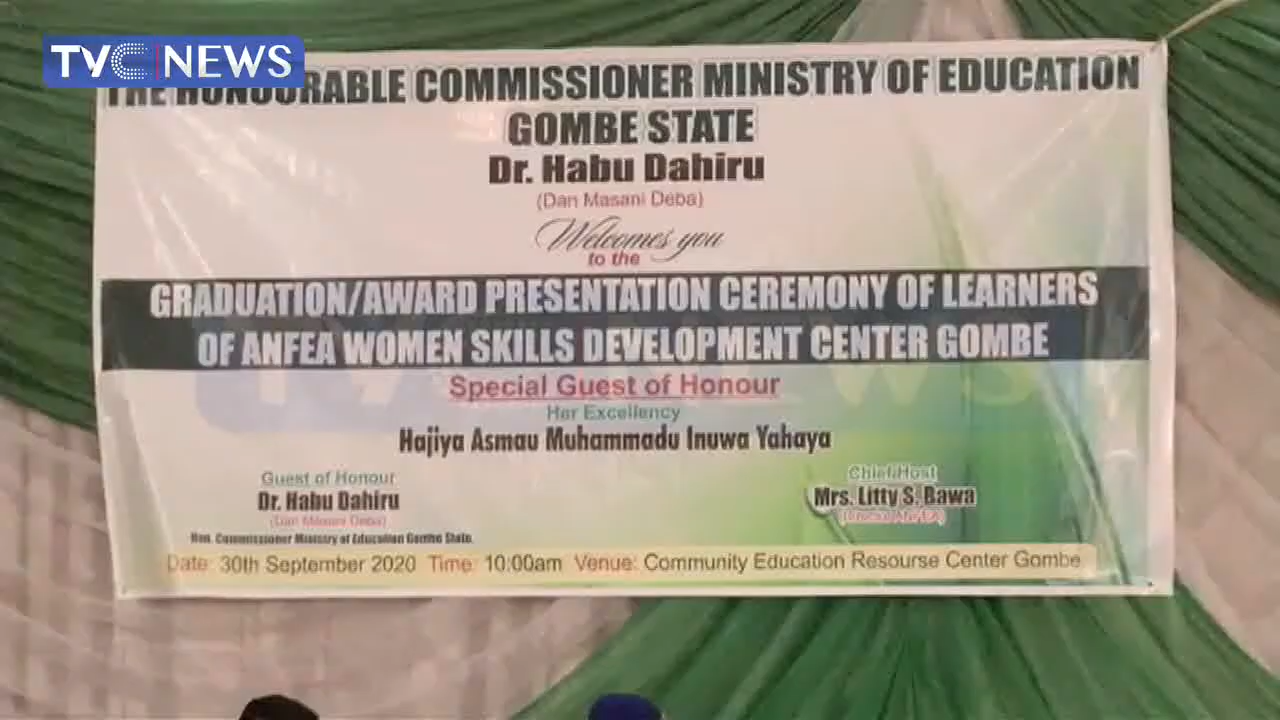 TVC NEWS
THE HONOURABLE COMMISSIONER MINISTRY OF EDUCATION
GOMBE STATE
Dr. Habu Dahiru
(Dan Masani Deba)
Welcomes you
to the
GRADUATION/AWARD PRESENTATION CEREMONY OF LEARNERS
OF ANFEA WOMEN SKILLS DEVELOPMENT CENTER GOMBE
Special Guest of Honour
Her Excellency
Hajiya Asmau Muhammadu Inuwa Yahaya
Guest of Honour
Dr. Habu Dahiru
(Dan Masani Deba)
Hon. Commissioner Ministry of Education Gombe State.
Chief Host
Mrs. Litty S. Bawa
Date: 30th September 2020 Time: 10:00am Venue: Community Education Resourse Center Gombe